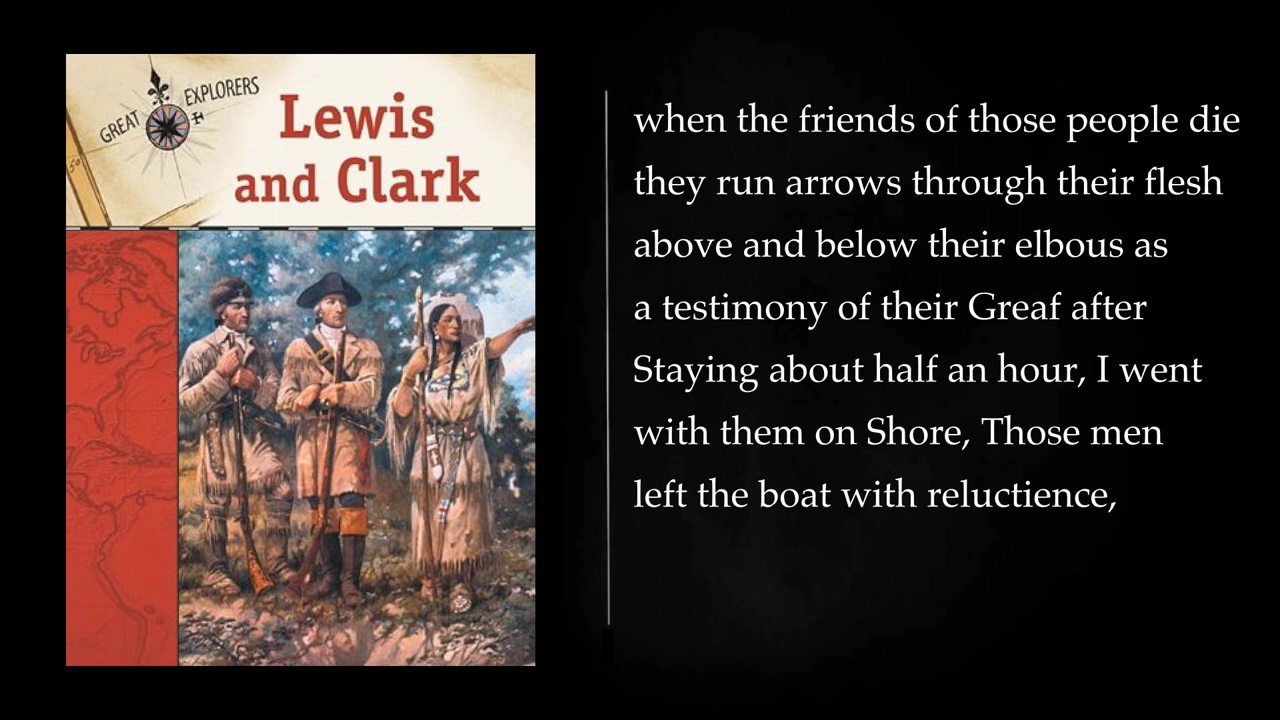 GREAT EXPLORERS
Lewis
and Clark
50
when the friends of those people die
they run arrows through their flesh
above and below their elbous as
a testimony of their Greaf after
Staying about half an hour, I went
with them on Shore, Those men
left the boat with reluctience,